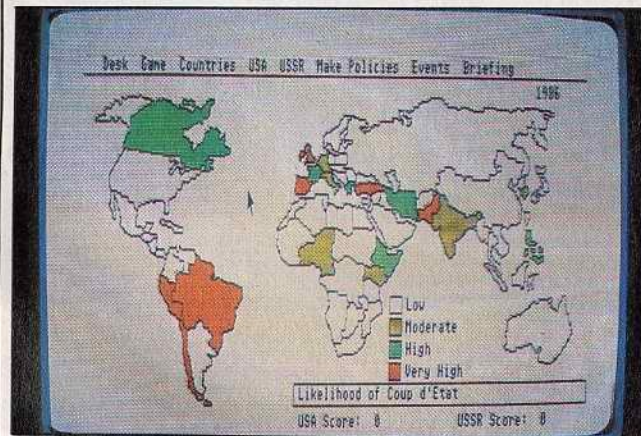 Desk Game Countries USA USSR Make Policies Events Briefing
1986
Low
Moderate
High
Very High
Likelihood of Coup d'Etat
USA Score: 0 USSR Score: 0